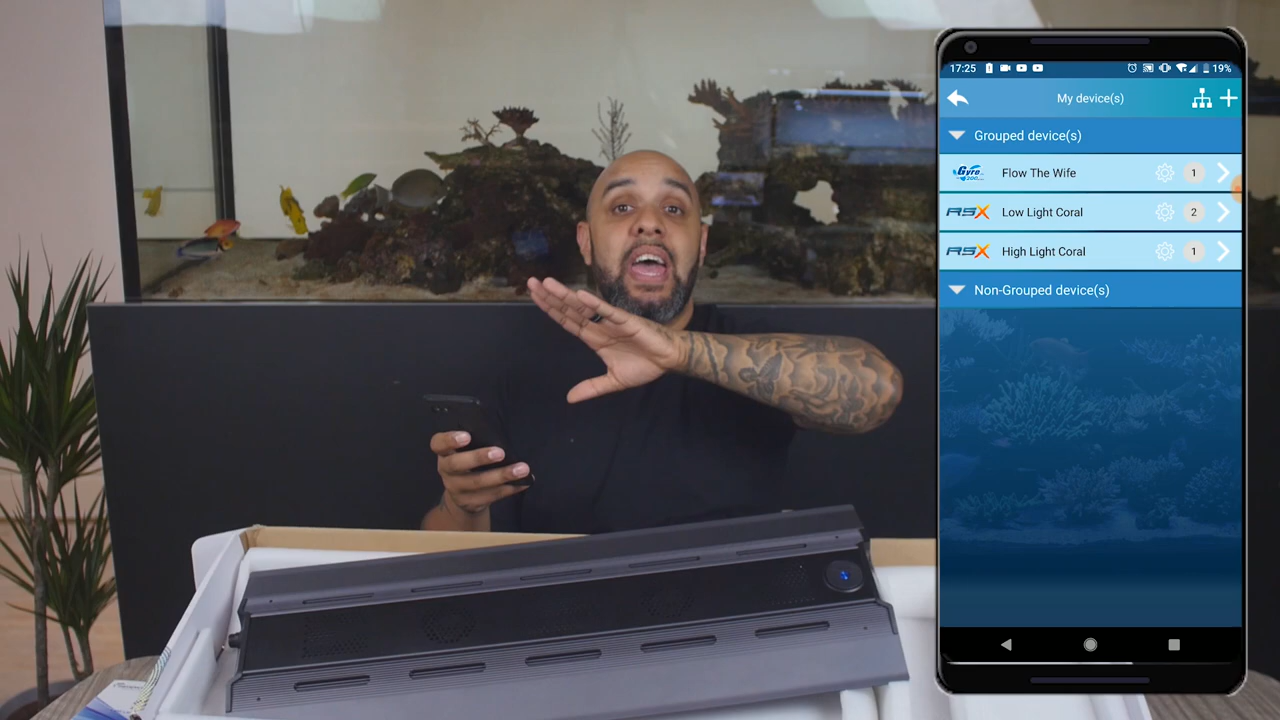 17:25
19%
My device(s)
Grouped device(s)
Gyre Flow The Wife 1
RSX Low Light Coral 2
RSX High Light Coral 1
Non-Grouped device(s)